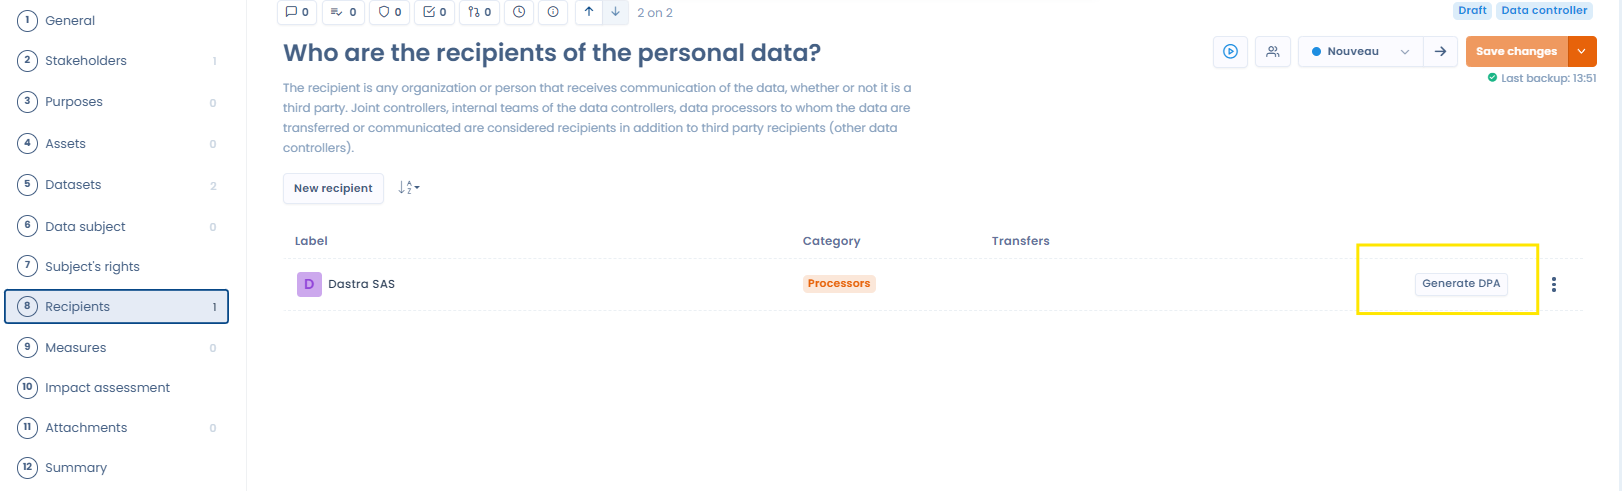 1 General
2 Stakeholders 1
3 Purposes 0
4 Assets 0
5 Datasets 2
6 Data subject 0
7 Subject's rights
8 Recipients 1
9 Measures 0
10 Impact assessment
11 Attachments 0
12 Summary
0 0 0 0 0 2 on 2
Draft Data controller
Who are the recipients of the personal data?
Nouveau
Save changes
Last backup: 13:51
The recipient is any organization or person that receives communication of the data, whether or not it is a
third party. Joint controllers, internal teams of the data controllers, data processors to whom the data are
transferred or communicated are considered recipients in addition to third party recipients (other data
controllers).
New recipient
A
Z
Label Category Transfers
D Dastra SAS Processors Generate DPA